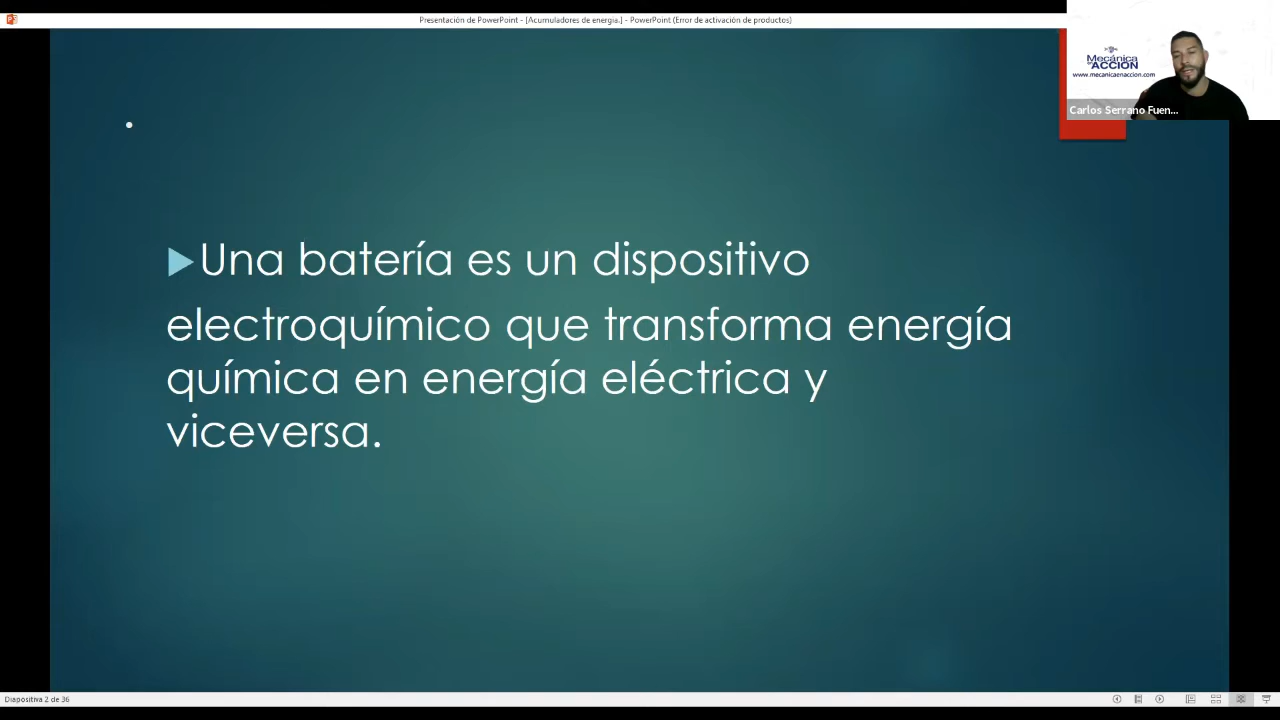 Presentación de PowerPoint - [Acumuladores de energía.] - PowerPoint (Error de activación de productos)
Mecánica
en ACCIÓN
www.mecanicaenaccion.com
Carlos Serrano Fuen...
Una batería es un dispositivo
electroquímico que transforma energía
química en energía eléctrica y
viceversa.
Diapositiva 2 de 36